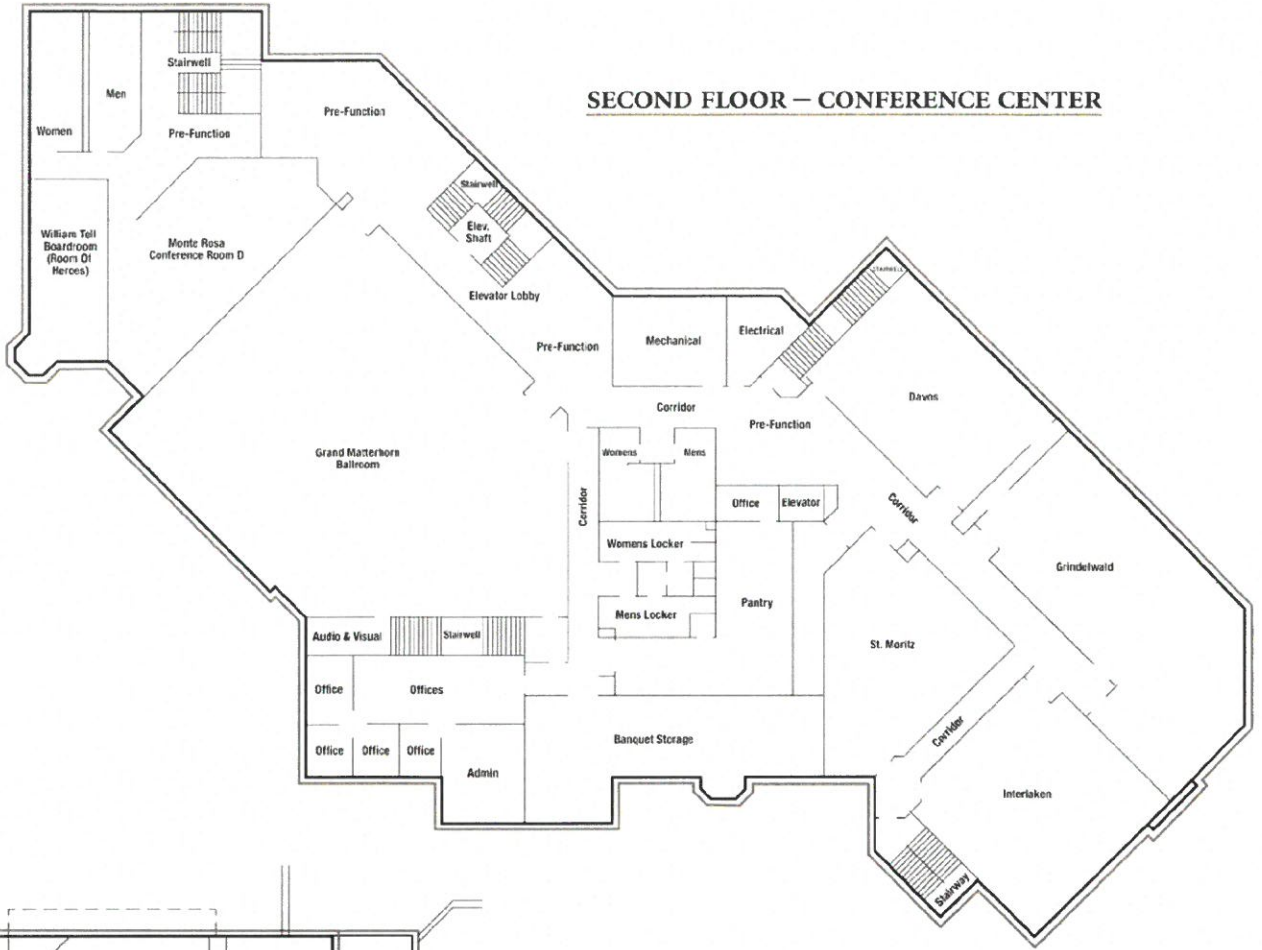 SECOND FLOOR – CONFERENCE CENTER
Stairwell
Men
Women
Pre-Function
Pre-Function
Stairwell
Elev.
Shaft
William Tell
Boardroom
(Room Of
Heroes)
Monte Rosa
Conference Room D
Elevator Lobby
STAIRWELL
Pre-Function
Mechanical
Electrical
Davos
Corridor
Pre-Function
Grand Matterhorn
Ballroom
Womens
Mens
Corridor
Office
Elevator
Corridor
Womens Locker
Grindelwald
Pantry
Mens Locker
Audio & Visual
Stairwell
St. Moritz
Office
Offices
Corridor
Banquet Storage
Office
Office
Office
Admin
Interlaken
Stairway